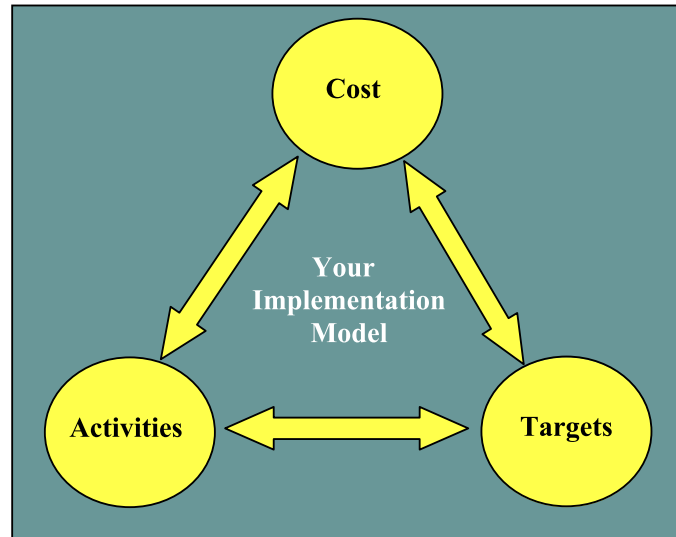 Cost
Your
Implementation
Model
Activities
Targets